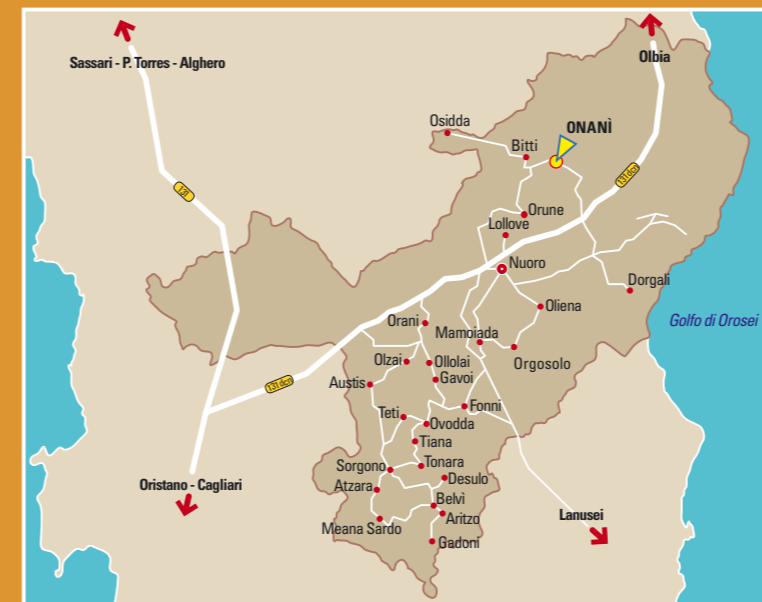 Sassari - P. Torres - Alghero
Olbia
Osidda
ONANÌ
Bitti
131
131dcn
Orune
Lollove
Nuoro
Dorgali
Oliena
Golfo di Orosei
Orani
Mamoiada
Olzai
Ollolai
Orgosolo
131dcn
Austis
Gavoi
Teti
Fonni
Ovodda
Tiana
Sorgono
Tonara
Oristano - Cagliari
Atzara
Desulo
Belvì
Lanusei
Meana Sardo
Aritzo
Gadoni